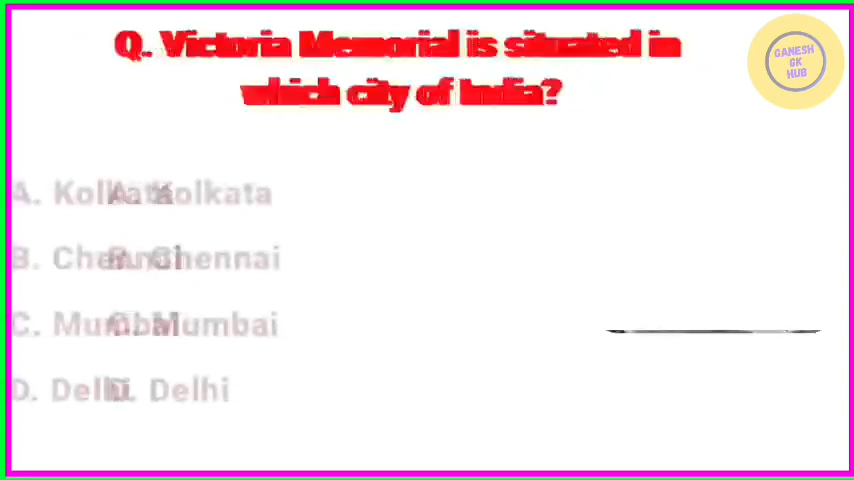 Q. Victoria Memorial is situated in
which city of India?
GANESH
GK
HUB
A. Kolkata
B. Chennai
C. Mumbai
D. Delhi